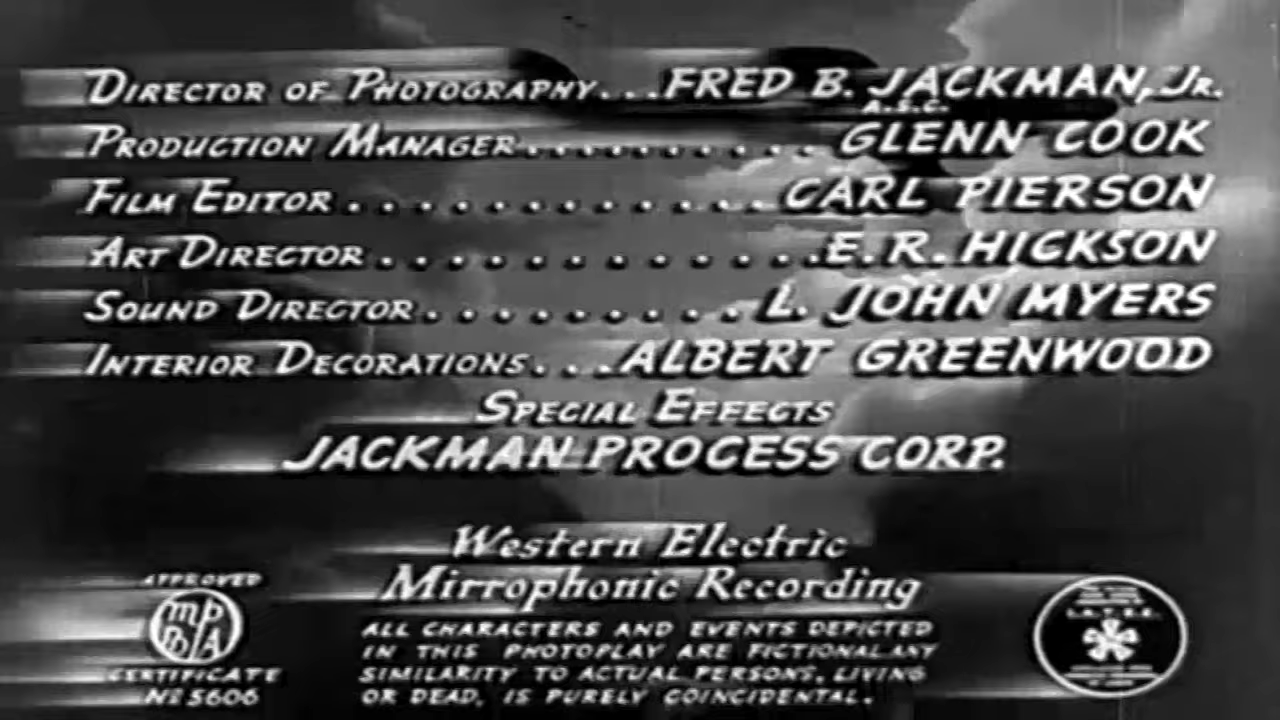 DIRECTOR OF PHOTOGRAPHY...FRED B. JACKMAN, JR.
A.S.C.
PRODUCTION MANAGER...........GLENN COOK
FILM EDITOR.............CARL PIERSON
ART DIRECTOR.............E.R. HICKSON
SOUND DIRECTOR..........L. JOHN MYERS
INTERIOR DECORATIONS...ALBERT GREENWOOD
SPECIAL EFFECTS
JACKMAN PROCESS CORP.
Western Electric
Mirrophonic Recording
APPROVED
MPPDA
CERTIFICATE
No 5606
ALL CHARACTERS AND EVENTS DEPICTED
IN THIS PHOTOPLAY ARE FICTIONAL ANY
SIMILARITY TO ACTUAL PERSONS, LIVING
OR DEAD, IS PURELY COINCIDENTAL.
I.A.T.S.E.